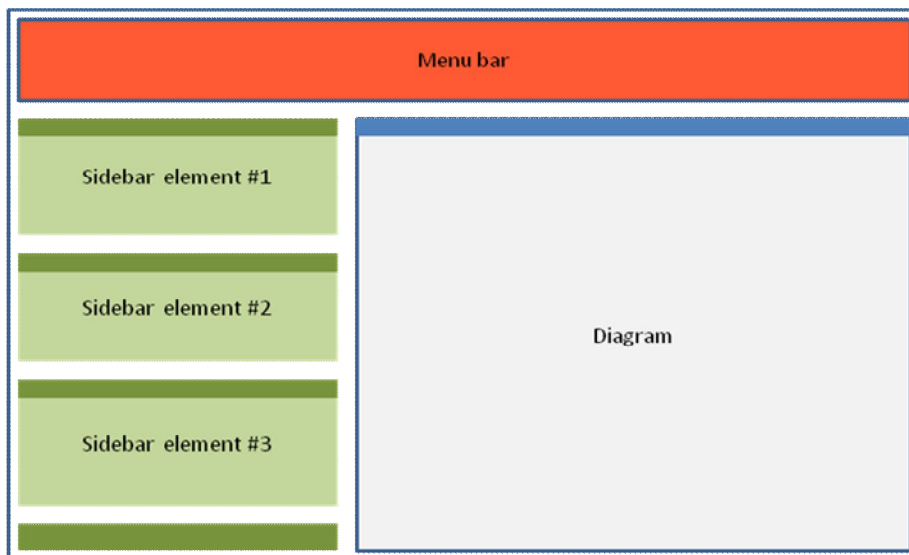 Menu bar
Sidebar element #1
Sidebar element #2
Diagram
Sidebar element #3